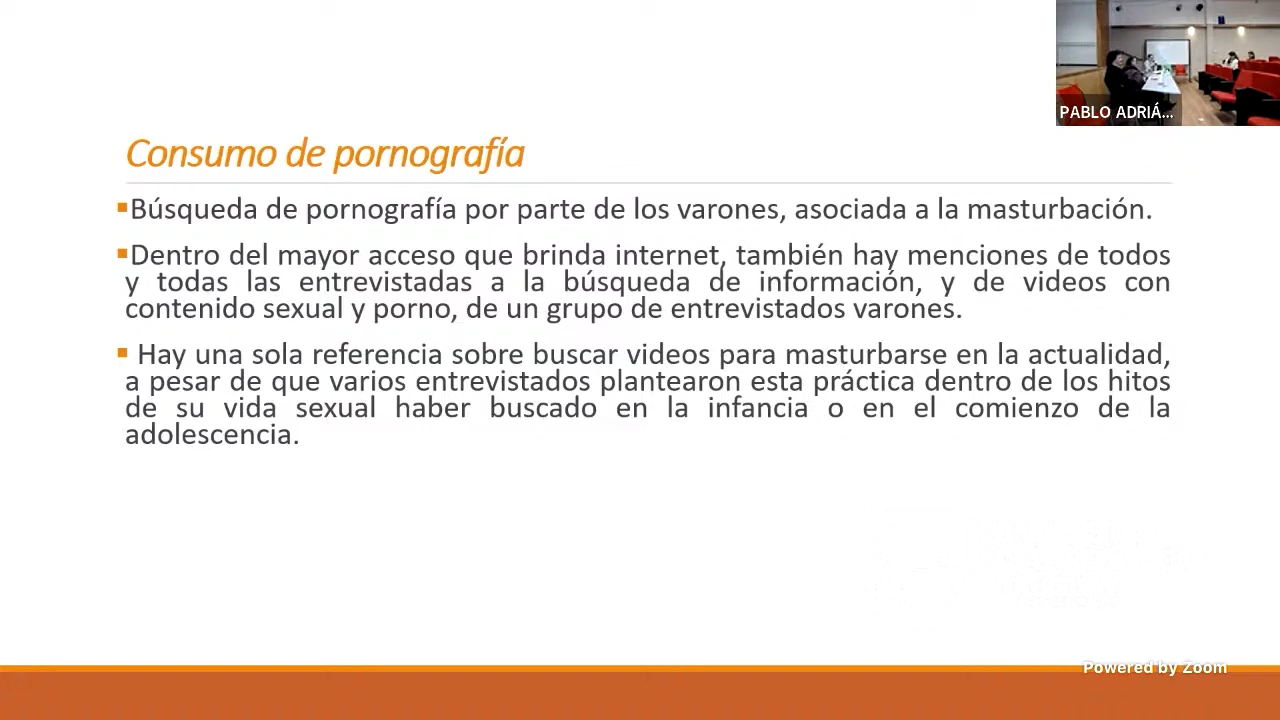 PABLO ADRIÁ...
Consumo de pornografía
▪Búsqueda de pornografía por parte de los varones, asociada a la masturbación.
▪Dentro del mayor acceso que brinda internet, también hay menciones de todos
y todas las entrevistadas a la búsqueda de información, y de videos con
contenido sexual y porno, de un grupo de entrevistados varones.
▪ Hay una sola referencia sobre buscar videos para masturbarse en la actualidad,
a pesar de que varios entrevistados plantearon esta práctica dentro de los hitos
de su vida sexual haber buscado en la infancia o en el comienzo de la
adolescencia.
Powered by Zoom